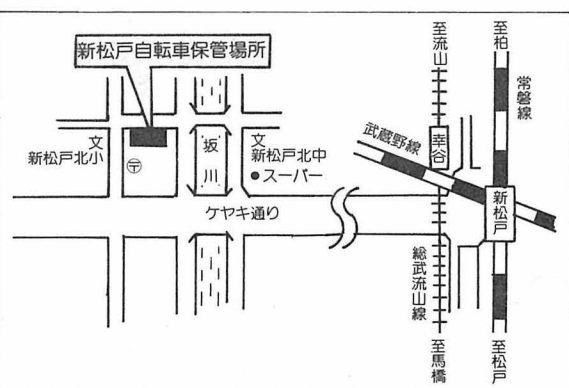 新松戸自転車保管場所
文
新松戸北小
〒
坂川
文
新松戸北中
●スーパー
ケヤキ通り
武蔵野線
至流山
幸谷
総武流山線
至馬橋
至柏
常磐線
新松戸
至松戸